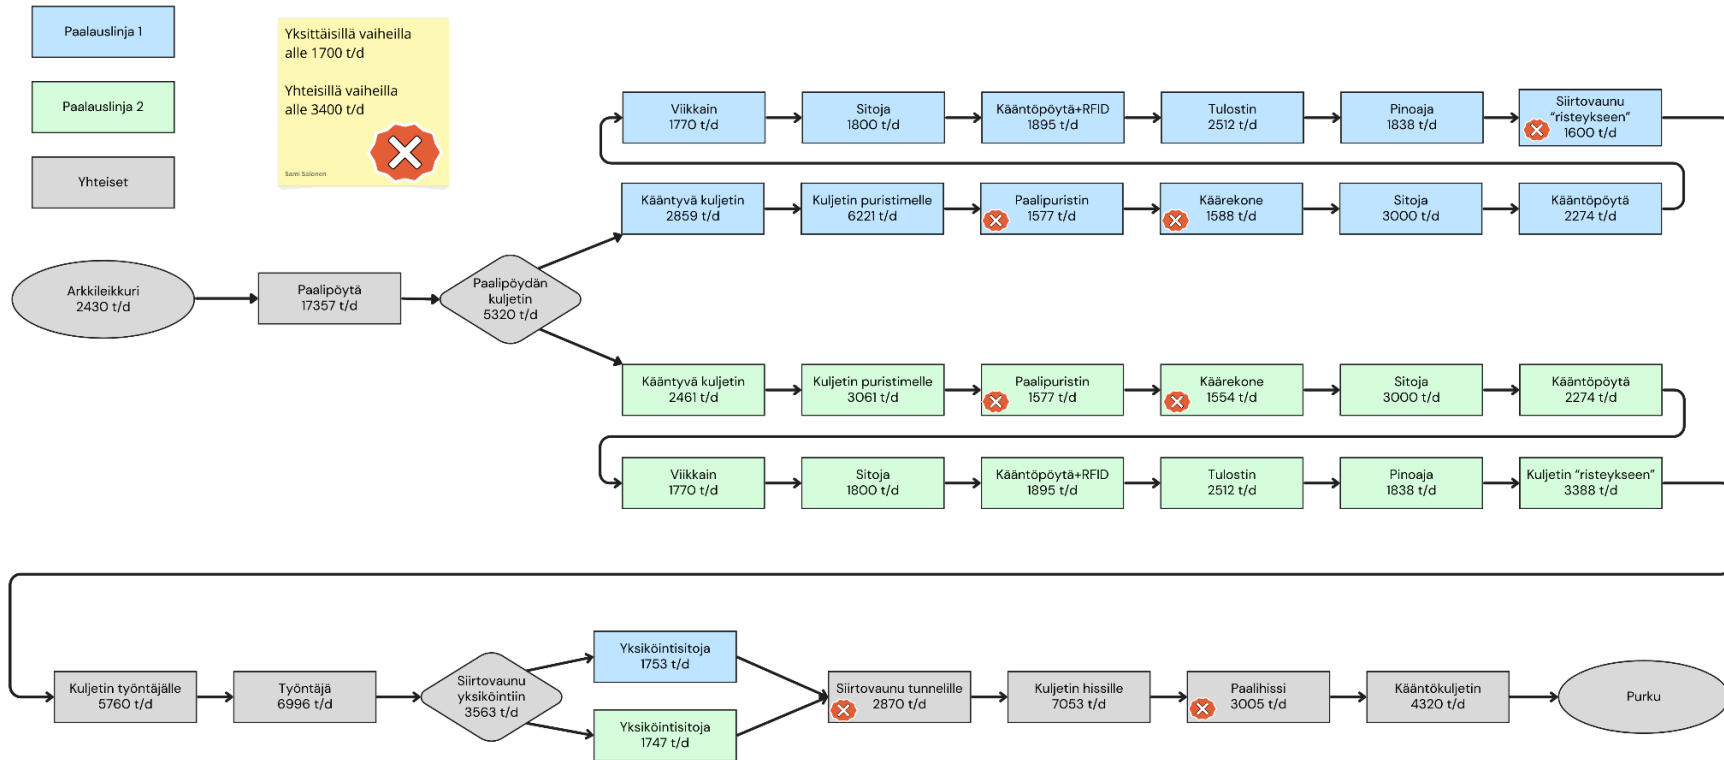 Paalauslinja 1
Paalauslinja 2
Yhteiset
Yksittäisillä vaiheilla
alle 1700 t/d
Yhteisillä vaiheilla
alle 3400 t/d
Sami Salonen
Viikkain
1770 t/d
Sitoja
1800 t/d
Kääntöpöytä+RFID
1895 t/d
Tulostin
2512 t/d
Pinoaja
1838 t/d
Siirtovaunu
"risteykseen"
1600 t/d
Kääntyvä kuljetin
2859 t/d
Kuljetin puristimelle
6221 t/d
Paalipuristin
1577 t/d
Käärekone
1588 t/d
Sitoja
3000 t/d
Kääntöpöytä
2274 t/d
Arkkileikkuri
2430 t/d
Paalipöytä
17357 t/d
Paalipöydän
kuljetin
5320 t/d
Kääntyvä kuljetin
2461 t/d
Kuljetin puristimelle
3061 t/d
Paalipuristin
1577 t/d
Käärekone
1554 t/d
Sitoja
3000 t/d
Kääntöpöytä
2274 t/d
Viikkain
1770 t/d
Sitoja
1800 t/d
Kääntöpöytä+RFID
1895 t/d
Tulostin
2512 t/d
Pinoaja
1838 t/d
Kuljetin "risteykseen"
3388 t/d
Kuljetin työntäjälle
5760 t/d
Työntäjä
6996 t/d
Siirtovaunu
yksiköintiin
3563 t/d
Yksiköintisitoja
1753 t/d
Yksiköintisitoja
1747 t/d
Siirtovaunu tunnelille
2870 t/d
Kuljetin hissille
7053 t/d
Paalihissi
3005 t/d
Kääntökuljetin
4320 t/d
Purku